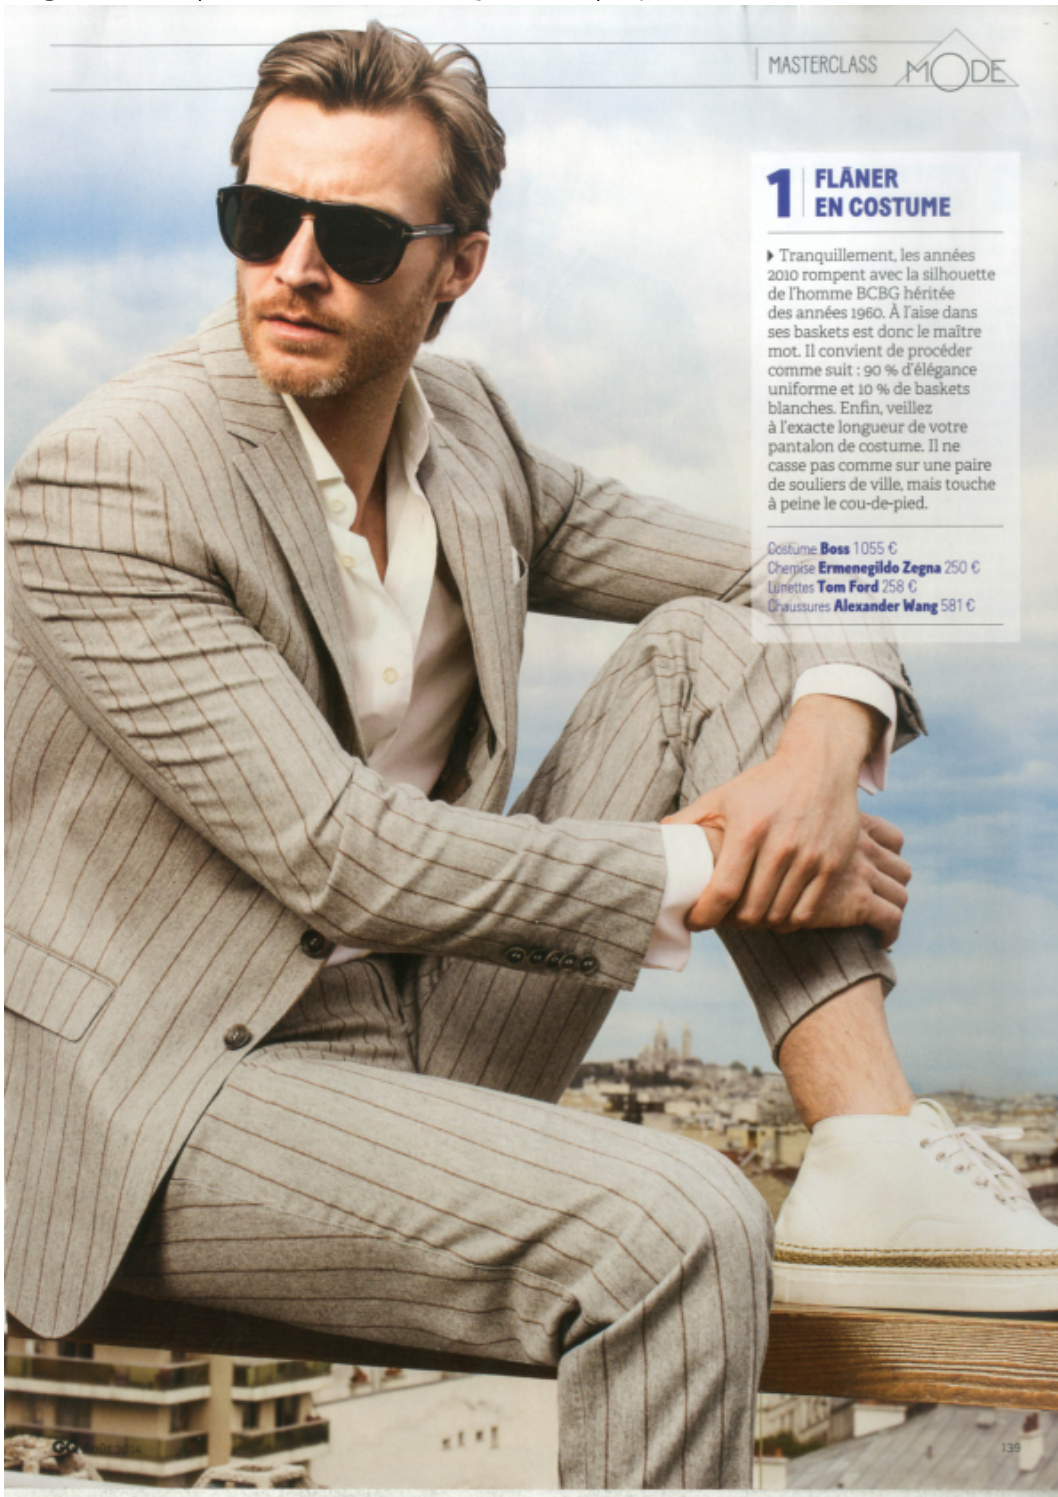 MASTERCLASS MODE
1 FLÂNER
EN COSTUME
Tranquillement, les années
2010 rompent avec la silhouette
de l'homme BCBG héritée
des années 1960. À l'aise dans
ses baskets est donc le maître
mot. Il convient de procéder
comme suit : 90 % d'élégance
uniforme et 10 % de baskets
blanches. Enfin, veillez
à l'exacte longueur de votre
pantalon de costume. Il ne
casse pas comme sur une paire
de souliers de ville, mais touche
à peine le cou-de-pied.
Costume Boss 1055 €
Chemise Ermenegildo Zegna 250 €
Lunettes Tom Ford 258 €
Chaussures Alexander Wang 581 €
GQ Août 2014
139